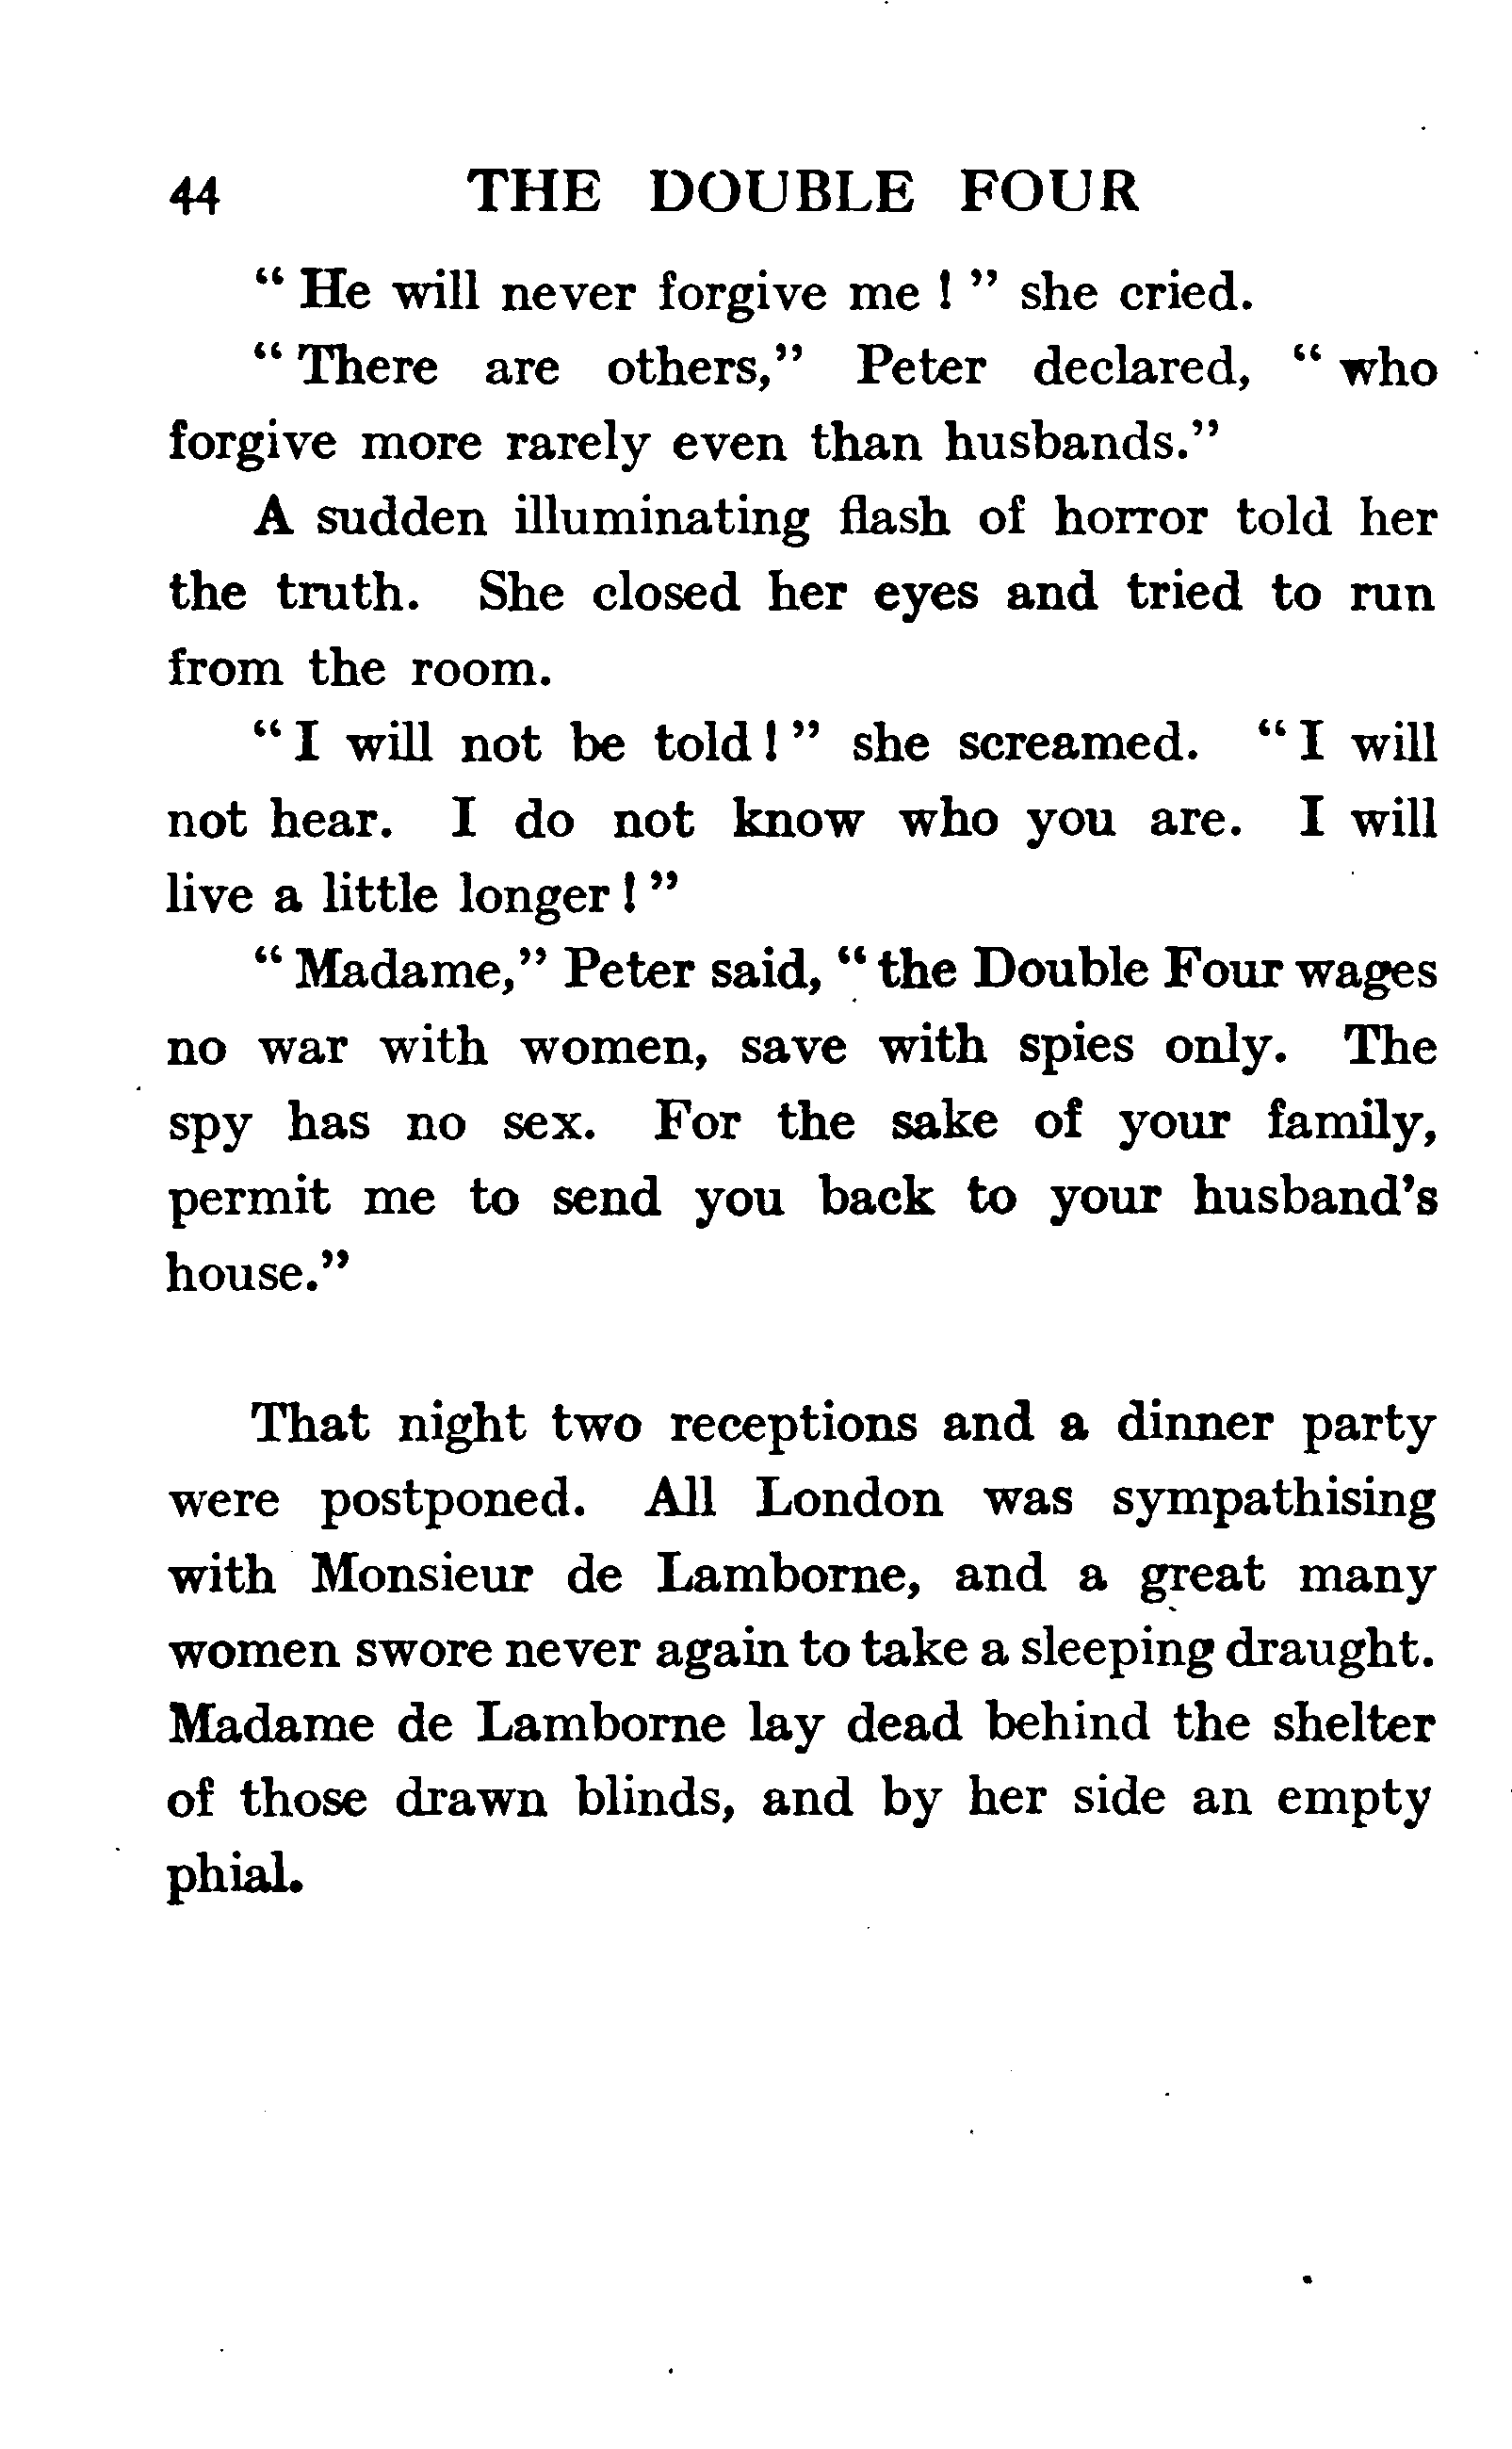 44 THE DOUBLE FOUR
“ He will never forgive me ! ” she cried.
“ There are others,” Peter declared, “ who
forgive more rarely even than husbands.”
A sudden illuminating flash of horror told her
the truth. She closed her eyes and tried to run
from the room.
“ I will not be told ! ” she screamed. “ I will
not hear. I do not know who you are. I will
live a little longer ! ”
“ Madame,” Peter said, “ the Double Four wages
no war with women, save with spies only. The
spy has no sex. For the sake of your family,
permit me to send you back to your husband's
house.”
That night two receptions and a dinner party
were postponed. All London was sympathising
with Monsieur de Lamborne, and a great many
women swore never again to take a sleeping draught.
Madame de Lamborne lay dead behind the shelter
of those drawn blinds, and by her side an empty
phial.